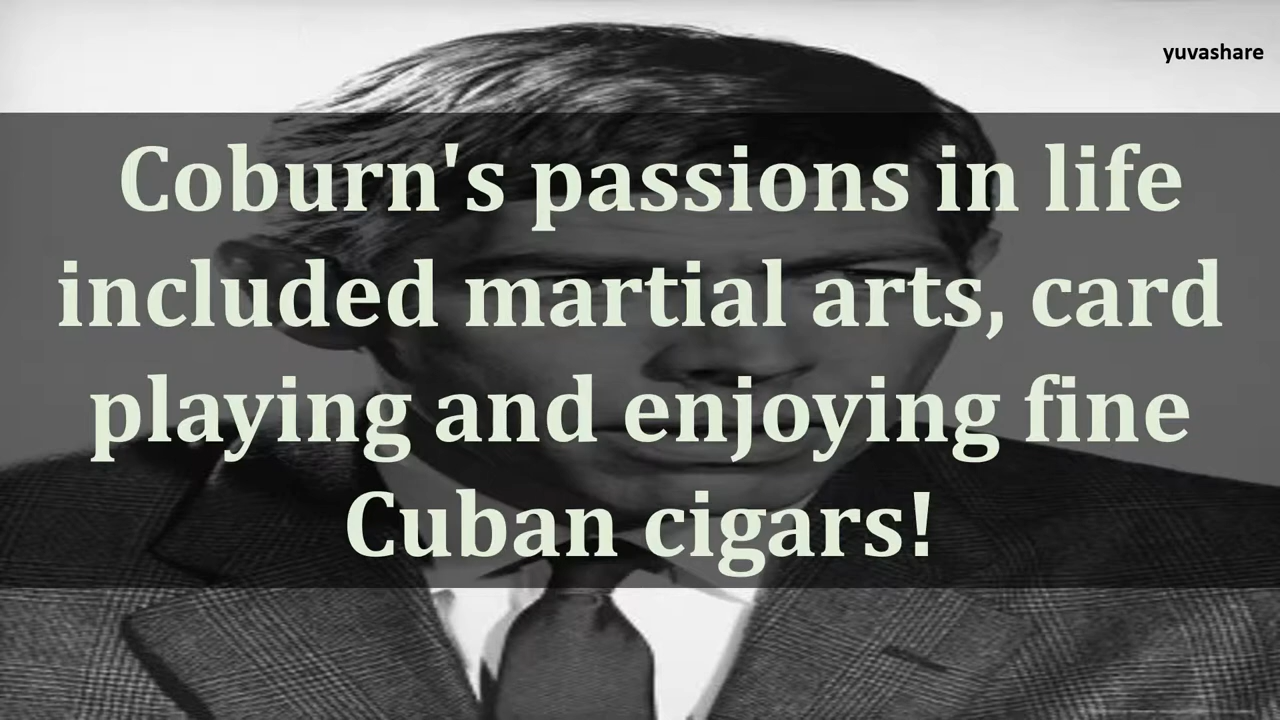 yuvashare
Coburn's passions in life
included martial arts, card
playing and enjoying fine
Cuban cigars!